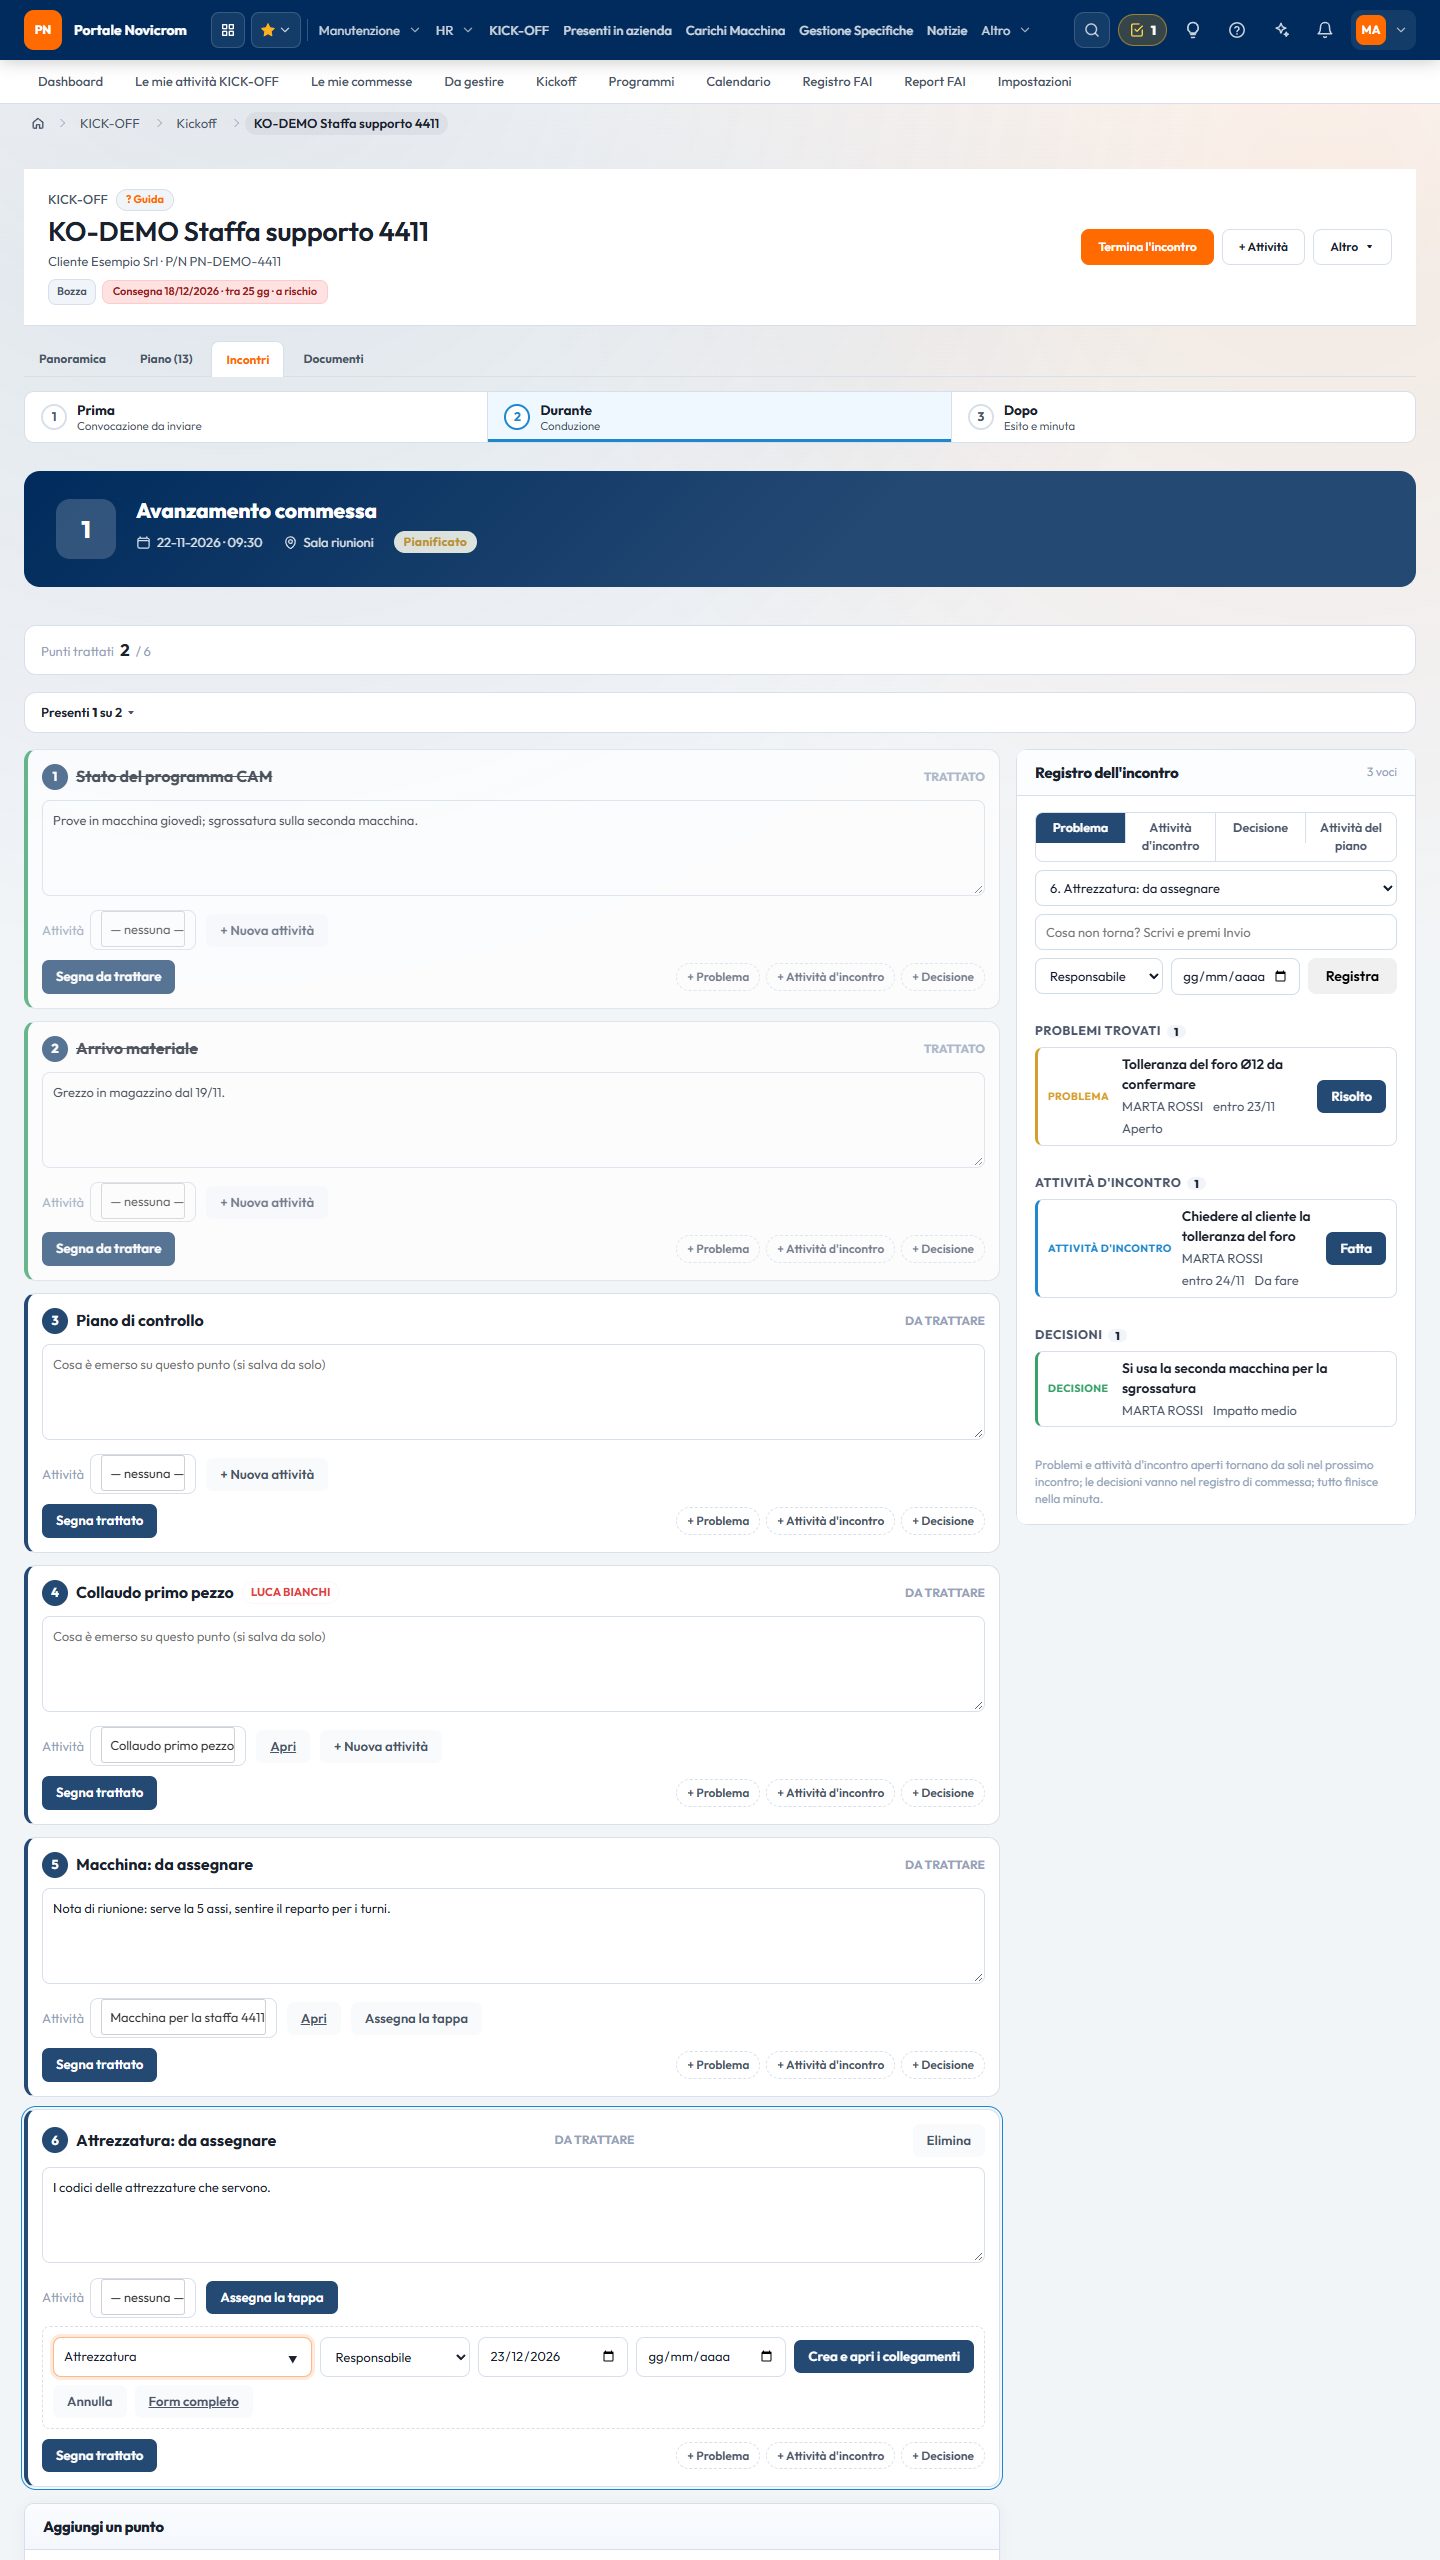 PN Portale Novicrom Manutenzione HR KICK-OFF Presenti in azienda Carichi Macchina Gestione Specifiche Notizie Altro 1 MA
Dashboard Le mie attività KICK-OFF Le mie commesse Da gestire Kickoff Programmi Calendario Registro FAI Report FAI Impostazioni
KICK-OFF Kickoff KO-DEMO Staffa supporto 4411
KICK-OFF ? Guida
KO-DEMO Staffa supporto 4411
Cliente Esempio Srl · P/N PN-DEMO-4411
Bozza Consegna 18/12/2026 · tra 25 gg · a rischio
Termina l'incontro + Attività Altro
Panoramica Piano (13) Incontri Documenti
1 Prima
Convocazione da inviare
2 Durante
Conduzione
3 Dopo
Esito e minuta
1 Avanzamento commessa
22-11-2026 · 09:30 Sala riunioni Pianificato
Punti trattati 2 / 6
Presenti 1 su 2
1 Stato del programma CAM TRATTATO
Prove in macchina giovedì; sgrossatura sulla seconda macchina.
Attività — nessuna — + Nuova attività
Segna da trattare + Problema + Attività d'incontro + Decisione
2 Arrivo materiale TRATTATO
Grezzo in magazzino dal 19/11.
Attività — nessuna — + Nuova attività
Segna da trattare + Problema + Attività d'incontro + Decisione
3 Piano di controllo DA TRATTARE
Cosa è emerso su questo punto (si salva da solo)
Attività — nessuna — + Nuova attività
Segna trattato + Problema + Attività d'incontro + Decisione
4 Collaudo primo pezzo LUCA BIANCHI DA TRATTARE
Cosa è emerso su questo punto (si salva da solo)
Attività Collaudo primo pezzo Apri + Nuova attività
Segna trattato + Problema + Attività d'incontro + Decisione
5 Macchina: da assegnare DA TRATTARE
Nota di riunione: serve la 5 assi, sentire il reparto per i turni.
Attività Macchina per la staffa 4411 Apri Assegna la tappa
Segna trattato + Problema + Attività d'incontro + Decisione
6 Attrezzatura: da assegnare DA TRATTARE Elimina
I codici delle attrezzature che servono.
Attività — nessuna — Assegna la tappa
Attrezzatura Responsabile 23/12/2026 gg/mm/aaaa Crea e apri i collegamenti
Annulla Form completo
Segna trattato + Problema + Attività d'incontro + Decisione
Aggiungi un punto
Registro dell'incontro 3 voci
Problema Attività d'incontro Decisione Attività del piano
6. Attrezzatura: da assegnare
Cosa non torna? Scrivi e premi Invio
Responsabile gg/mm/aaaa Registra
PROBLEMI TROVATI 1
PROBLEMA
Tolleranza del foro Ø12 da
confermare
MARTA ROSSI entro 23/11
Aperto
Risolto
ATTIVITÀ D'INCONTRO 1
ATTIVITÀ D'INCONTRO
Chiedere al cliente la
tolleranza del foro
MARTA ROSSI
entro 24/11 Da fare
Fatta
DECISIONI 1
DECISIONE
Si usa la seconda macchina per la
sgrossatura
MARTA ROSSI Impatto medio
Problemi e attività d'incontro aperti tornano da soli nel prossimo
incontro; le decisioni vanno nel registro di commessa; tutto finisce
nella minuta.